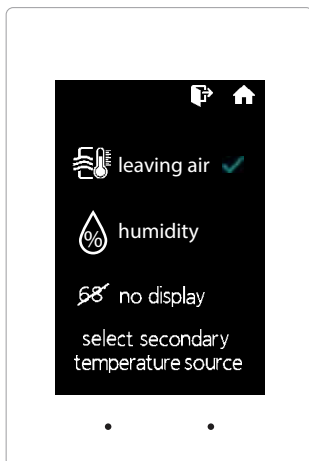 leaving air
% humidity
68° no display
select secondary
temperature source